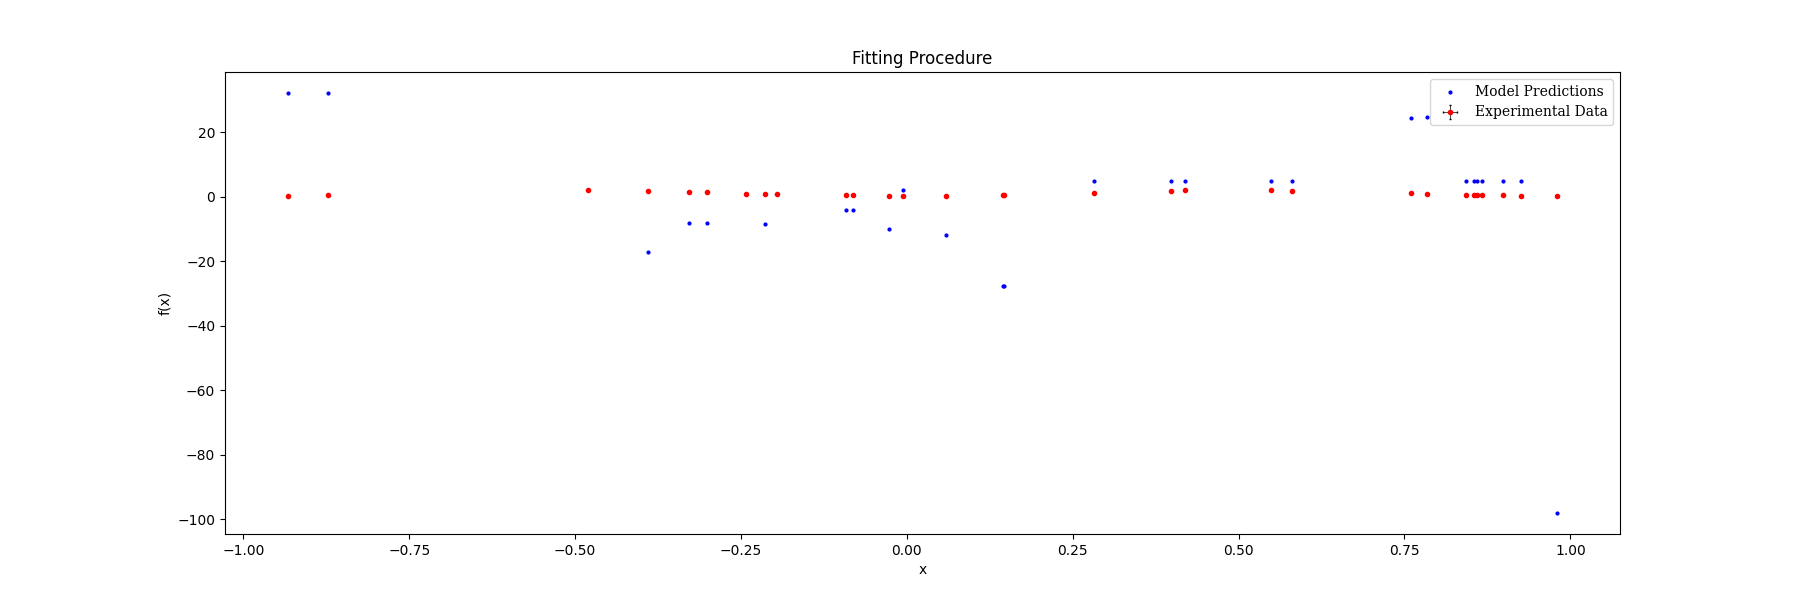 Fitting Procedure
Model Predictions
Experimental Data
20
0
−20
−40
−60
−80
−100
f(x)
−1.00 −0.75 −0.50 −0.25 0.00 0.25 0.50 0.75 1.00
x